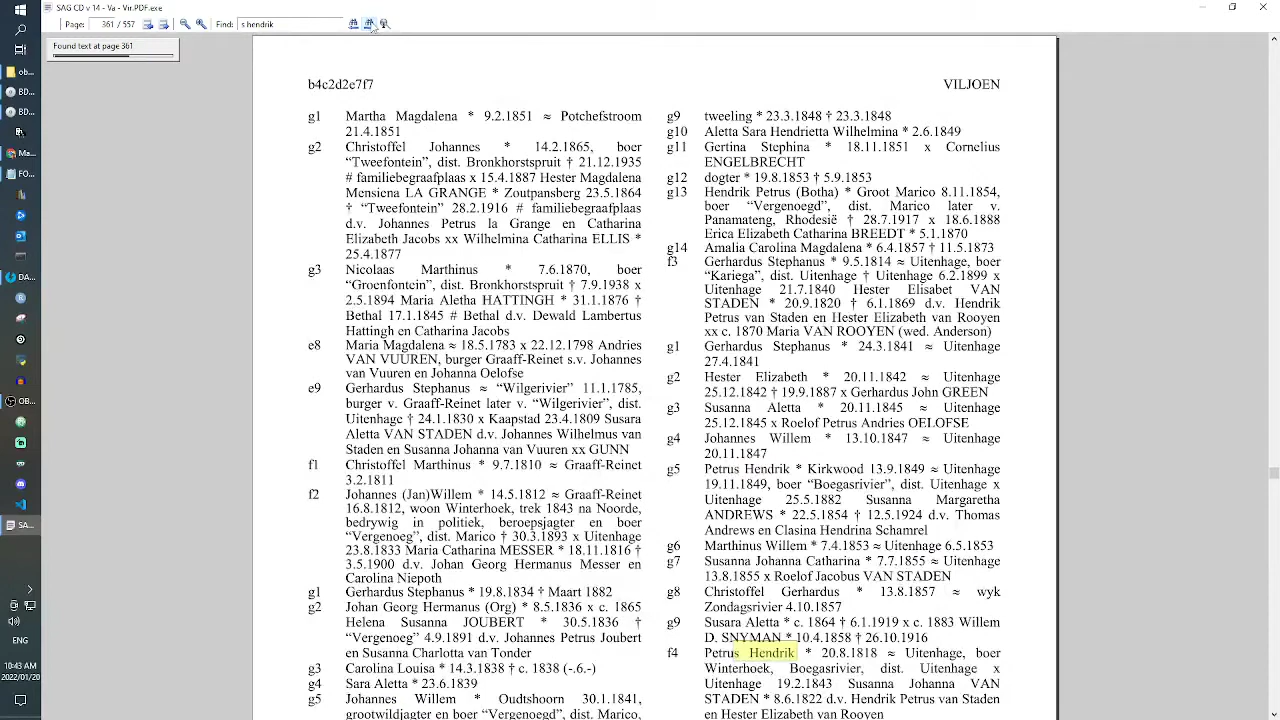 SAG CD v 14 - Va - Vir.PDF.exe
Page: 361 / 557 Find: s hendrik
Found text at page 361
b4c2d2e7f7 VILJOEN
g1 Martha Magdalena * 9.2.1851 ≈ Potchefstroom
21.4.1851
g2 Christoffel Johannes * 14.2.1865, boer
“Tweefontein”, dist. Bronkhorstspruit † 21.12.1935
# familiebegraafplaas x 15.4.1887 Hester Magdalena
Mensiena LA GRANGE * Zoutpansberg 23.5.1864
† “Tweefontein” 28.2.1916 # familiebegraafplaas
d.v. Johannes Petrus la Grange en Catharina
Elizabeth Jacobs xx Wilhelmina Catharina ELLIS *
25.4.1877
g3 Nicolaas Marthinus * 7.6.1870, boer
“Groenfontein”, dist. Bronkhorstspruit † 7.9.1938 x
2.5.1894 Maria Aletha HATTINGH * 31.1.1876 †
Bethal 17.1.1845 # Bethal d.v. Dewald Lambertus
Hattingh en Catharina Jacobs
e8 Maria Magdalena ≈ 18.5.1783 x 22.12.1798 Andries
VAN VUUREN, burger Graaff-Reinet s.v. Johannes
van Vuuren en Johanna Oelofse
e9 Gerhardus Stephanus ≈ “Wilgerivier” 11.1.1785,
burger v. Graaff-Reinet later v. “Wilgerivier”, dist.
Uitenhage † 24.1.1830 x Kaapstad 23.4.1809 Susara
Aletta VAN STADEN d.v. Johannes Wilhelmus van
Staden en Susanna Johanna van Vuuren xx GUNN
f1 Christoffel Marthinus * 9.7.1810 ≈ Graaff-Reinet
3.2.1811
f2 Johannes (Jan)Willem * 14.5.1812 ≈ Graaff-Reinet
16.8.1812, woon Winterhoek, trek 1843 na Noorde,
bedrywig in politiek, beroepsjagter en boer
“Vergenoeg”, dist. Marico † 30.3.1893 x Uitenhage
23.8.1833 Maria Catharina MESSER * 18.11.1816 †
3.5.1900 d.v. Johan Georg Hermanus Messer en
Carolina Niepoth
g1 Gerhardus Stephanus * 19.8.1834 † Maart 1882
g2 Johan Georg Hermanus (Org) * 8.5.1836 x c. 1865
Helena Susanna JOUBERT * 30.5.1836 †
“Vergenoeg” 4.9.1891 d.v. Johannes Petrus Joubert
en Susanna Charlotta van Tonder
g3 Carolina Louisa * 14.3.1838 † c. 1838 (-.6.-)
g4 Sara Aletta * 23.6.1839
g5 Johannes Willem * Oudtshoorn 30.1.1841,
grootwildjagter en boer “Vergenoegd”, dist. Marico,
g9 tweeling * 23.3.1848 † 23.3.1848
g10 Aletta Sara Hendrietta Wilhelmina * 2.6.1849
g11 Gertina Stephina * 18.11.1851 x Cornelius
ENGELBRECHT
g12 dogter * 19.8.1853 † 5.9.1853
g13 Hendrik Petrus (Botha) * Groot Marico 8.11.1854,
boer “Vergenoegd”, dist. Marico later v.
Panamateng, Rhodesië † 28.7.1917 x 18.6.1888
Erica Elizabeth Catharina BREEDT * 5.1.1870
g14 Amalia Carolina Magdalena * 6.4.1857 † 11.5.1873
f3 Gerhardus Stephanus * 9.5.1814 ≈ Uitenhage, boer
“Kariega”, dist. Uitenhage † Uitenhage 6.2.1899 x
Uitenhage 21.7.1840 Hester Elisabet VAN
STADEN * 20.9.1820 † 6.1.1869 d.v. Hendrik
Petrus van Staden en Hester Elizabeth van Rooyen
xx c. 1870 Maria VAN ROOYEN (wed. Anderson)
g1 Gerhardus Stephanus * 24.3.1841 ≈ Uitenhage
27.4.1841
g2 Hester Elizabeth * 20.11.1842 ≈ Uitenhage
25.12.1842 † 19.9.1887 x Gerhardus John GREEN
g3 Susanna Aletta * 20.11.1845 ≈ Uitenhage
25.12.1845 x Roelof Petrus Andries OELOFSE
g4 Johannes Willem * 13.10.1847 ≈ Uitenhage
20.11.1847
g5 Petrus Hendrik * Kirkwood 13.9.1849 ≈ Uitenhage
19.11.1849, boer “Boegasrivier”, dist. Uitenhage x
Uitenhage 25.5.1882 Susanna Margaretha
ANDREWS * 22.5.1854 † 12.5.1924 d.v. Thomas
Andrews en Clasina Hendrina Schamrel
g6 Marthinus Willem * 7.4.1853 ≈ Uitenhage 6.5.1853
g7 Susanna Johanna Catharina * 7.7.1855 ≈ Uitenhage
13.8.1855 x Roelof Jacobus VAN STADEN
g8 Christoffel Gerhardus * 13.8.1857 ≈ wyk
Zondagsrivier 4.10.1857
g9 Susara Aletta * c. 1864 † 6.1.1919 x c. 1883 Willem
D. SNYMAN * 10.4.1858 † 26.10.1916
f4 Petrus Hendrik * 20.8.1818 ≈ Uitenhage, boer
Winterhoek, Boegasrivier, dist. Uitenhage x
Uitenhage 19.2.1843 Susanna Johanna VAN
STADEN * 8.6.1822 d.v. Hendrik Petrus van Staden
en Hester Elizabeth van Rooyen
ob...
BD...
BD...
Ma...
FO...
DA...
OB...
SA...
ENG
10:43 AM
2022/01/20